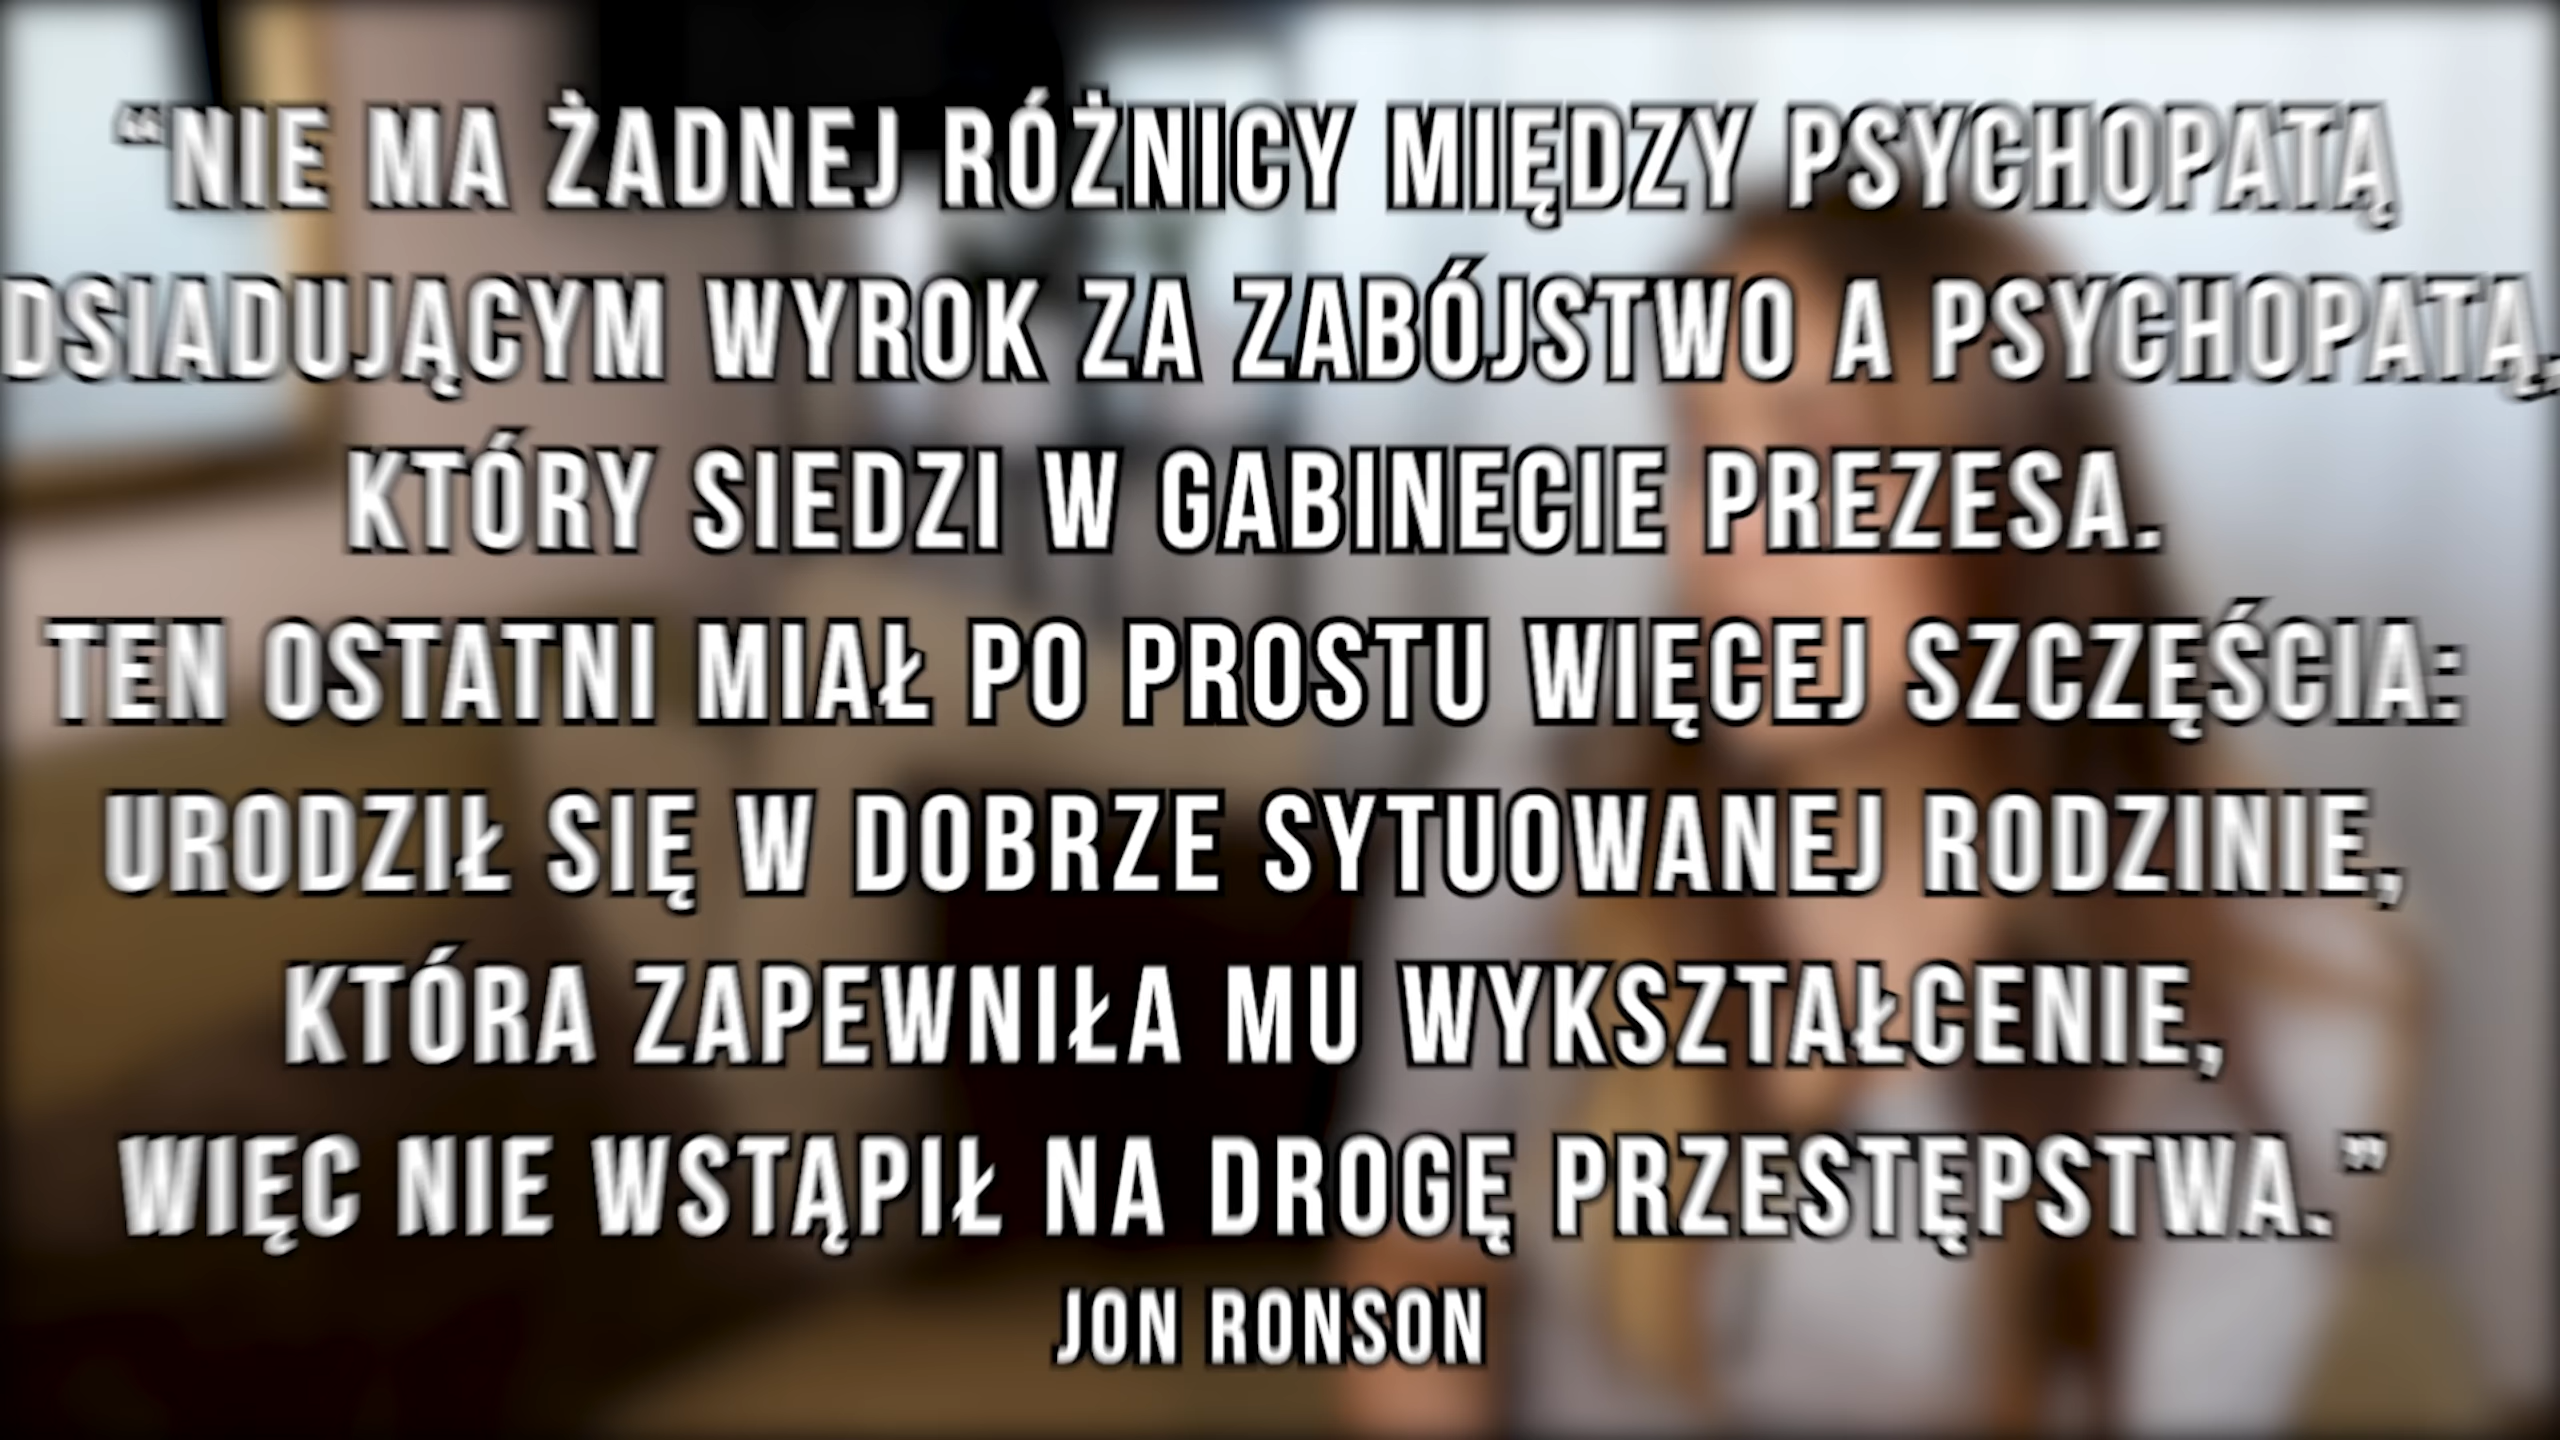 “NIE MA ŻADNEJ RÓŻNICY MIĘDZY PSYCHOPATĄ
DSIADUJĄCYM WYROK ZA ZABÓJSTWO A PSYCHOPATĄ,
KTÓRY SIEDZI W GABINECIE PREZESA.
TEN OSTATNI MIAŁ PO PROSTU WIĘCEJ SZCZĘŚCIA:
URODZIŁ SIĘ W DOBRZE SYTUOWANEJ RODZINIE,
KTÓRA ZAPEWNIŁA MU WYKSZTAŁCENIE,
WIĘC NIE WSTĄPIŁ NA DROGĘ PRZESTĘPSTWA.”
JON RONSON